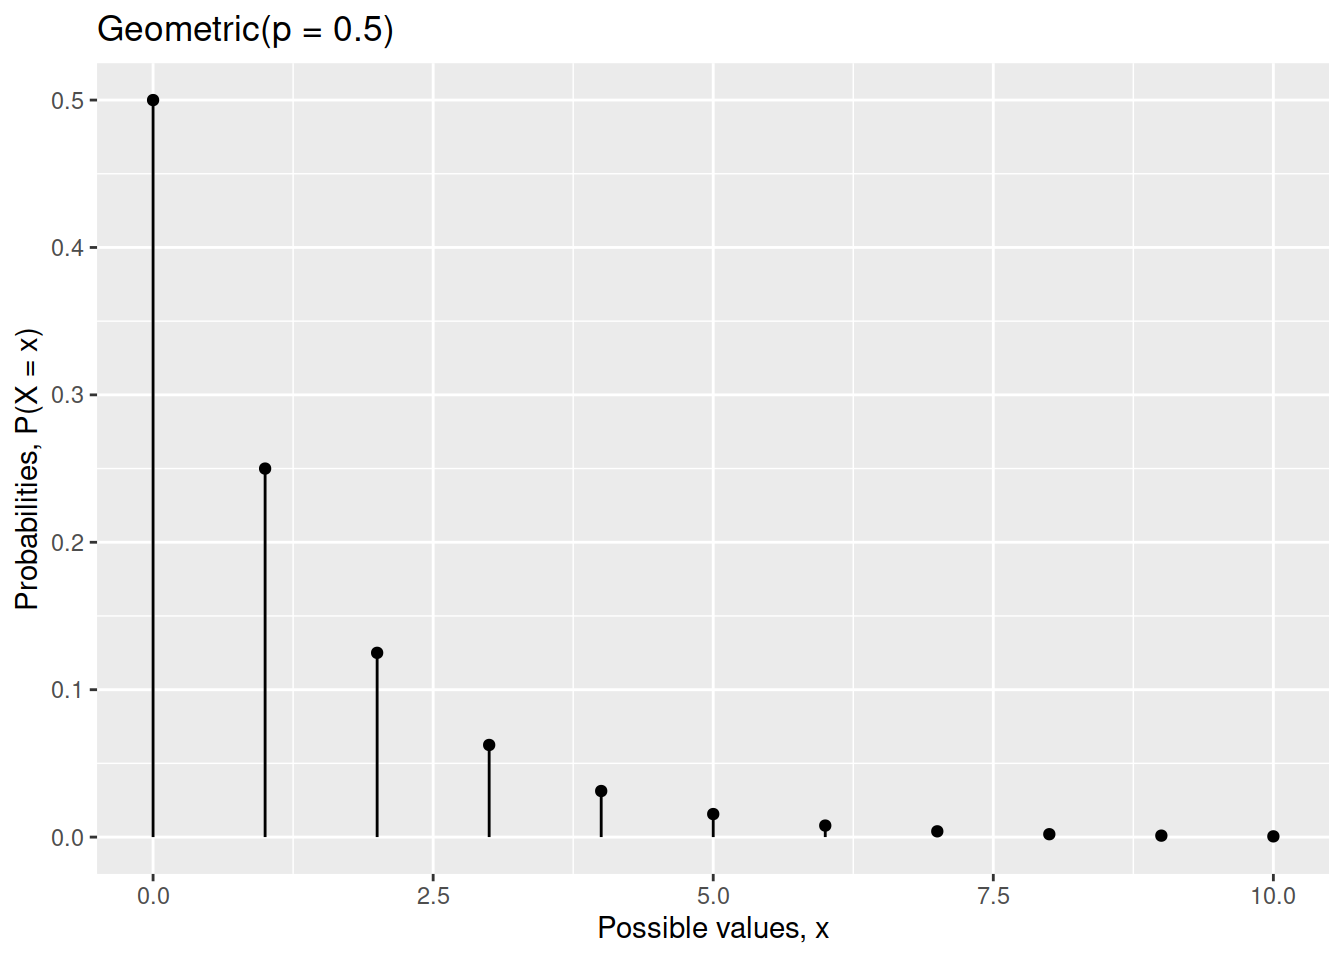 Geometric(p = 0.5)
Probabilities, P(X = x)
0.5
0.4
0.3
0.2
0.1
0.0
0.0 2.5 5.0 7.5 10.0
Possible values, x